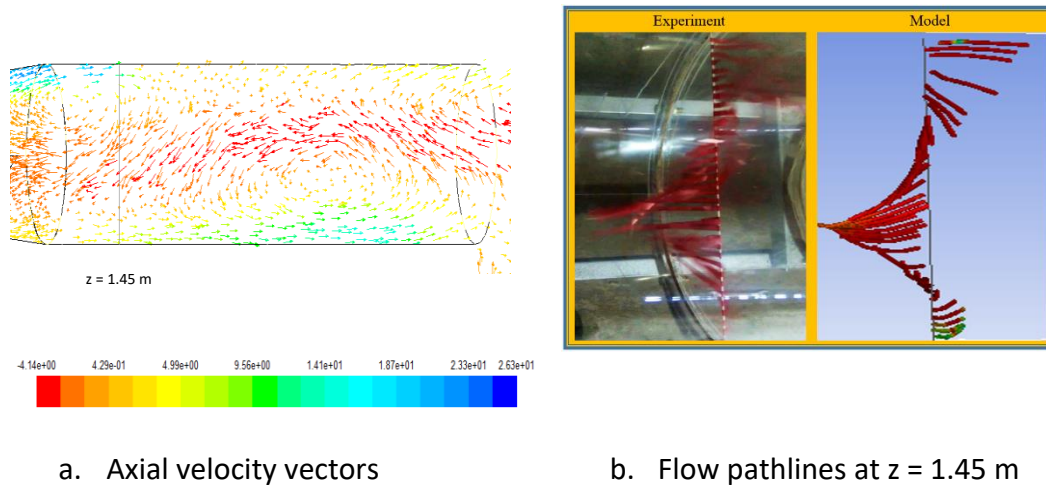 Experiment Model
z = 1.45 m
-4.14e+00 4.29e-01 4.99e+00 9.56e+00 1.41e+01 1.87e+01 2.33e+01 2.63e+01
a. Axial velocity vectors
b. Flow pathlines at z = 1.45 m